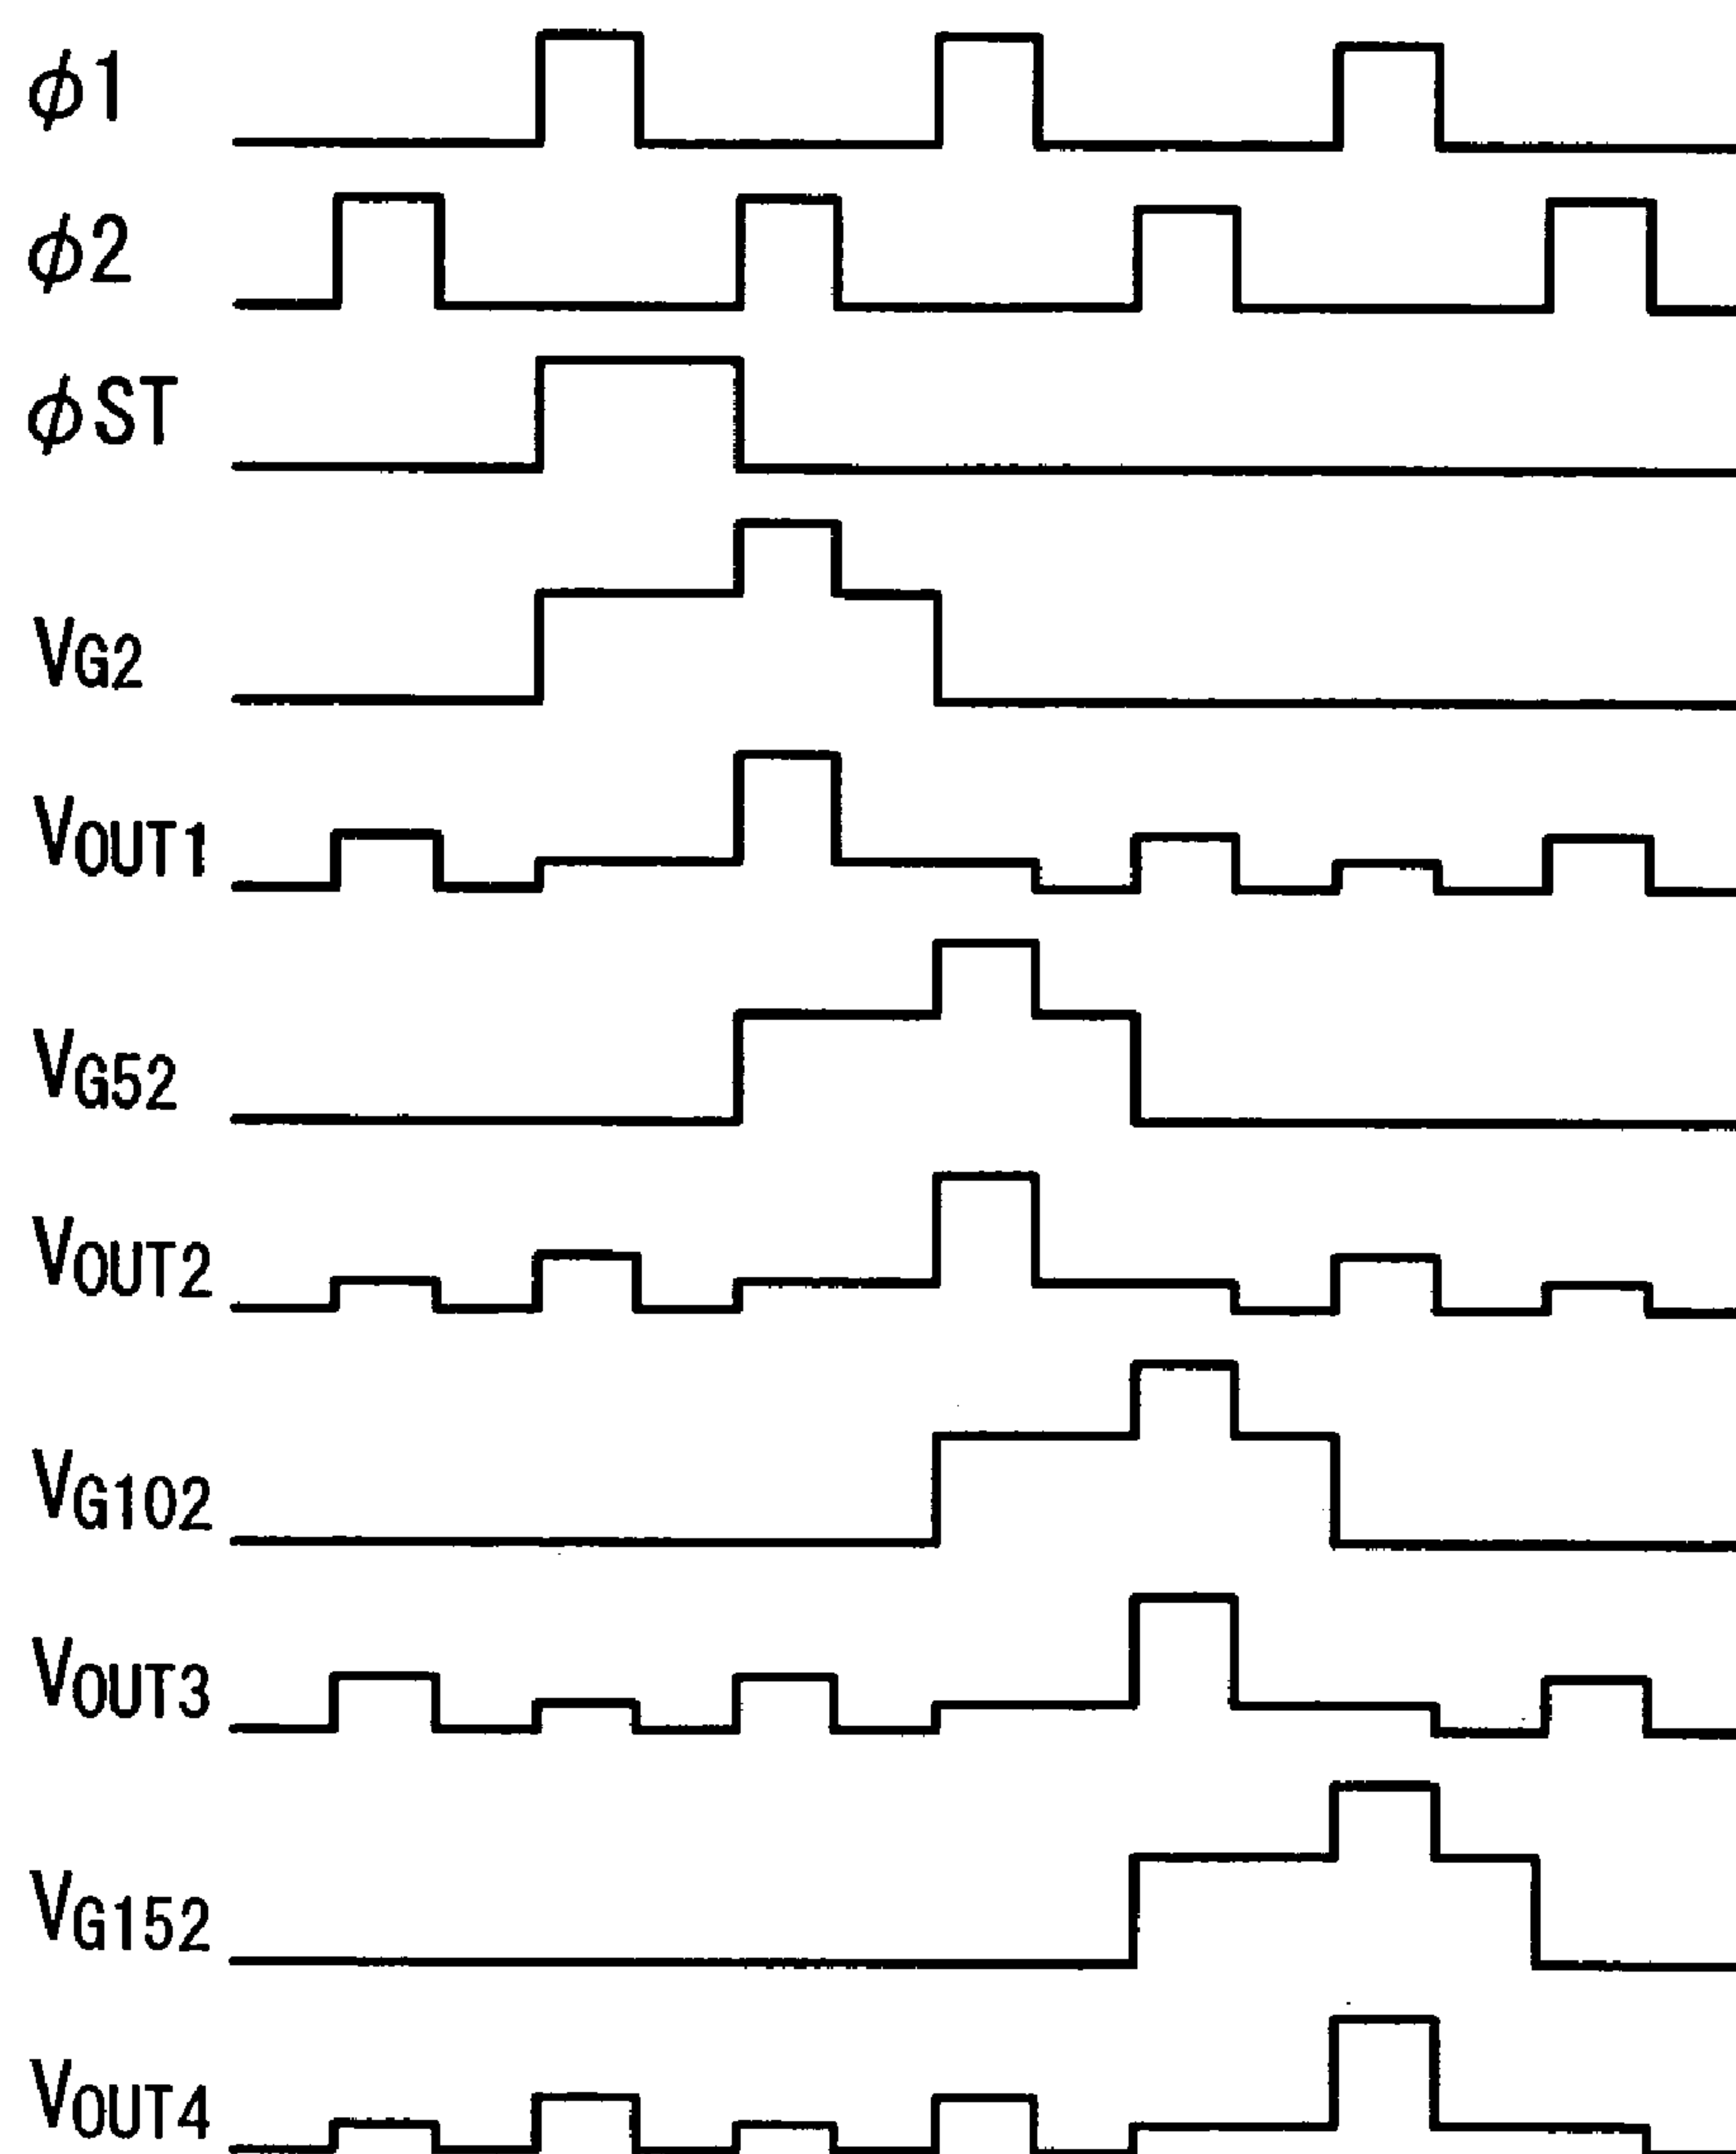 ϕ1
ϕ2
ϕST
VG2
VOUT1
VG52
VOUT2
VG102
VOUT3
VG152
VOUT4